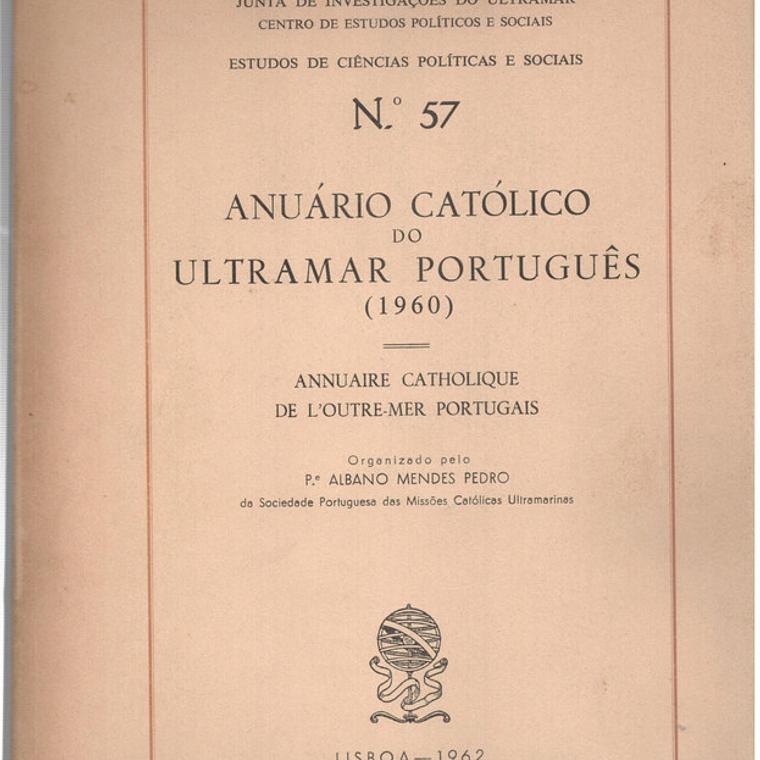 JUNTA DE INVESTIGAÇÕES DO ULTRAMAR
CENTRO DE ESTUDOS POLÍTICOS E SOCIAIS
ESTUDOS DE CIÊNCIAS POLÍTICAS E SOCIAIS
N.º 57
ANUÁRIO CATÓLICO
DO
ULTRAMAR PORTUGUÊS
(1960)
ANNUAIRE CATHOLIQUE
DE L'OUTRE-MER PORTUGAIS
Organizado pelo
P.e ALBANO MENDES PEDRO
da Sociedade Portuguesa das Missões Católicas Ultramarinas
LISBOA — 1962